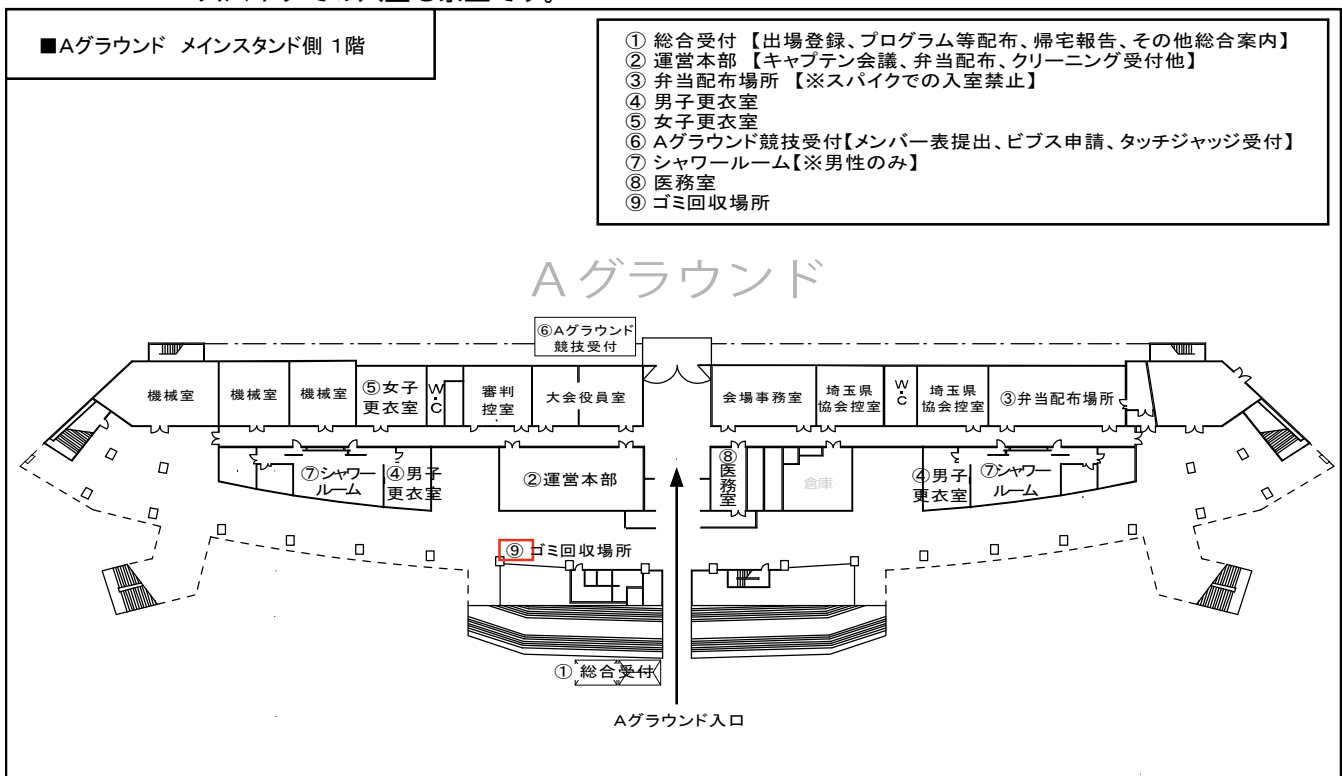 ■Aグラウンド メインスタンド側 1階
① 総合受付 【出場登録、プログラム等配布、帰宅報告、その他総合案内】
② 運営本部 【キャプテン会議、弁当配布、クリーニング受付他】
③ 弁当配布場所 【※スパイクでの入室禁止】
④ 男子更衣室
⑤ 女子更衣室
⑥ Aグラウンド競技受付【メンバー表提出、ビブス申請、タッチジャッジ受付】
⑦ シャワールーム【※男性のみ】
⑧ 医務室
⑨ ゴミ回収場所
Aグラウンド
⑥Aグラウンド
競技受付
機械室
機械室
機械室
⑤女子
更衣室
W・C
審判
控室
大会役員室
会場事務室
埼玉県
協会控室
W・C
埼玉県
協会控室
③弁当配布場所
⑦シャワー
ルーム
④男子
更衣室
②運営本部
⑧医務室
倉庫
④男子
更衣室
⑦シャワー
ルーム
⑨ ゴミ回収場所
① 総合受付
Aグラウンド入口